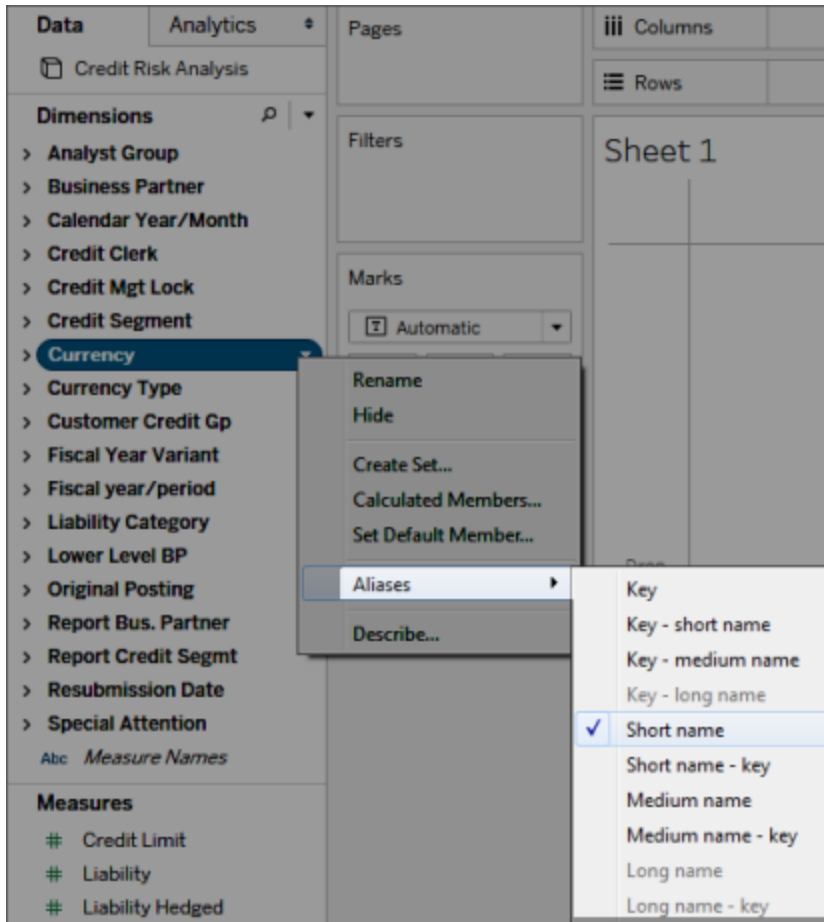 Data
Analytics
Credit Risk Analysis
Dimensions
Analyst Group
Business Partner
Calendar Year/Month
Credit Clerk
Credit Mgt Lock
Credit Segment
Currency
Currency Type
Customer Credit Gp
Fiscal Year Variant
Fiscal year/period
Liability Category
Lower Level BP
Original Posting
Report Bus. Partner
Report Credit Segmt
Resubmission Date
Special Attention
Abc Measure Names
Measures
# Credit Limit
# Liability
# Liability Hedged
Pages
Filters
Marks
Automatic
Columns
Rows
Sheet 1
Rename
Hide
Create Set...
Calculated Members...
Set Default Member...
Aliases
Describe...
Key
Key - short name
Key - medium name
Key - long name
Short name
Short name - key
Medium name
Medium name - key
Long name
Long name - key